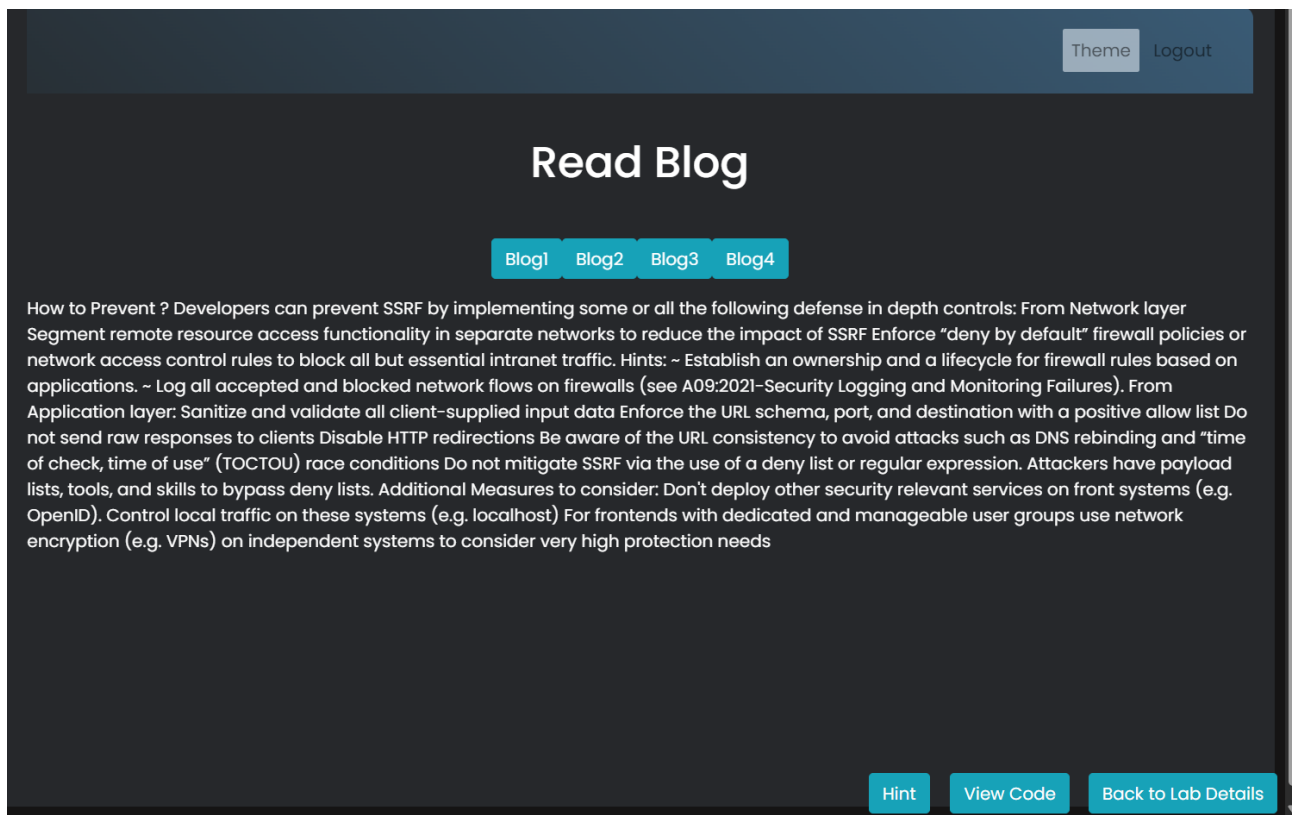 Theme Logout
Read Blog
Blog1 Blog2 Blog3 Blog4
How to Prevent ? Developers can prevent SSRF by implementing some or all the following defense in depth controls: From Network layer
Segment remote resource access functionality in separate networks to reduce the impact of SSRF Enforce “deny by default” firewall policies or
network access control rules to block all but essential intranet traffic. Hints: ~ Establish an ownership and a lifecycle for firewall rules based on
applications. ~ Log all accepted and blocked network flows on firewalls (see A09:2021-Security Logging and Monitoring Failures). From
Application layer: Sanitize and validate all client-supplied input data Enforce the URL schema, port, and destination with a positive allow list Do
not send raw responses to clients Disable HTTP redirections Be aware of the URL consistency to avoid attacks such as DNS rebinding and “time
of check, time of use” (TOCTOU) race conditions Do not mitigate SSRF via the use of a deny list or regular expression. Attackers have payload
lists, tools, and skills to bypass deny lists. Additional Measures to consider: Don't deploy other security relevant services on front systems (e.g.
OpenID). Control local traffic on these systems (e.g. localhost) For frontends with dedicated and manageable user groups use network
encryption (e.g. VPNs) on independent systems to consider very high protection needs
Hint View Code Back to Lab Details